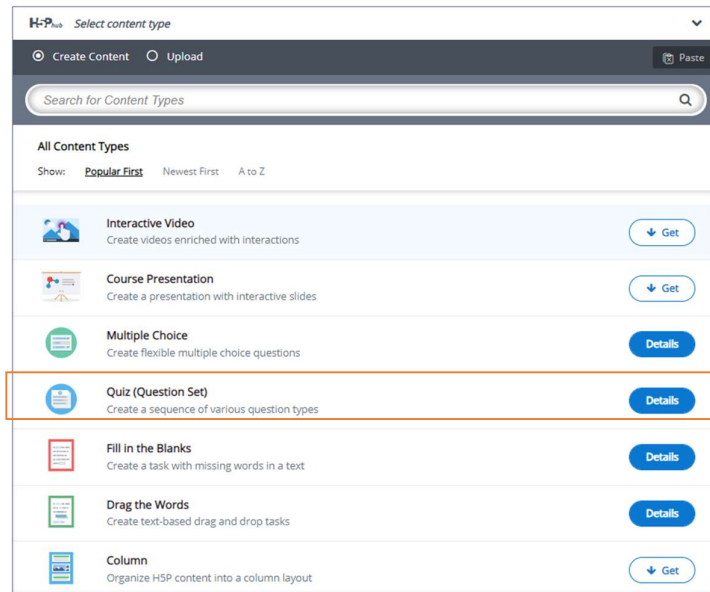 H5Phub Select content type
Create Content Upload Paste
Search for Content Types
All Content Types
Show: Popular First Newest First A to Z
Interactive Video
Create videos enriched with interactions
Get
Course Presentation
Create a presentation with interactive slides
Get
Multiple Choice
Create flexible multiple choice questions
Details
Quiz (Question Set)
Create a sequence of various question types
Details
Fill in the Blanks
Create a task with missing words in a text
Details
Drag the Words
Create text-based drag and drop tasks
Details
Column
Organize H5P content into a column layout
Get